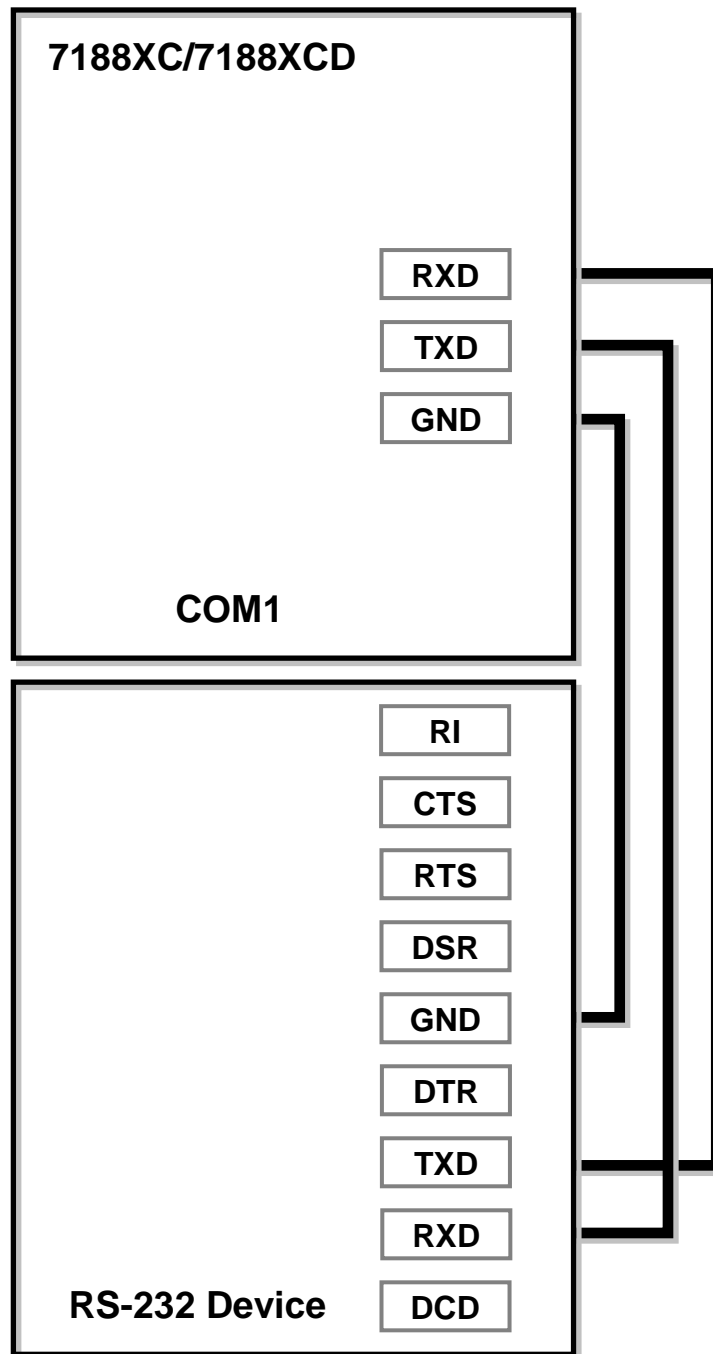 7188XC/7188XCD
RXD
TXD
GND
COM1
RI
CTS
RTS
DSR
GND
DTR
TXD
RXD
RS-232 Device DCD